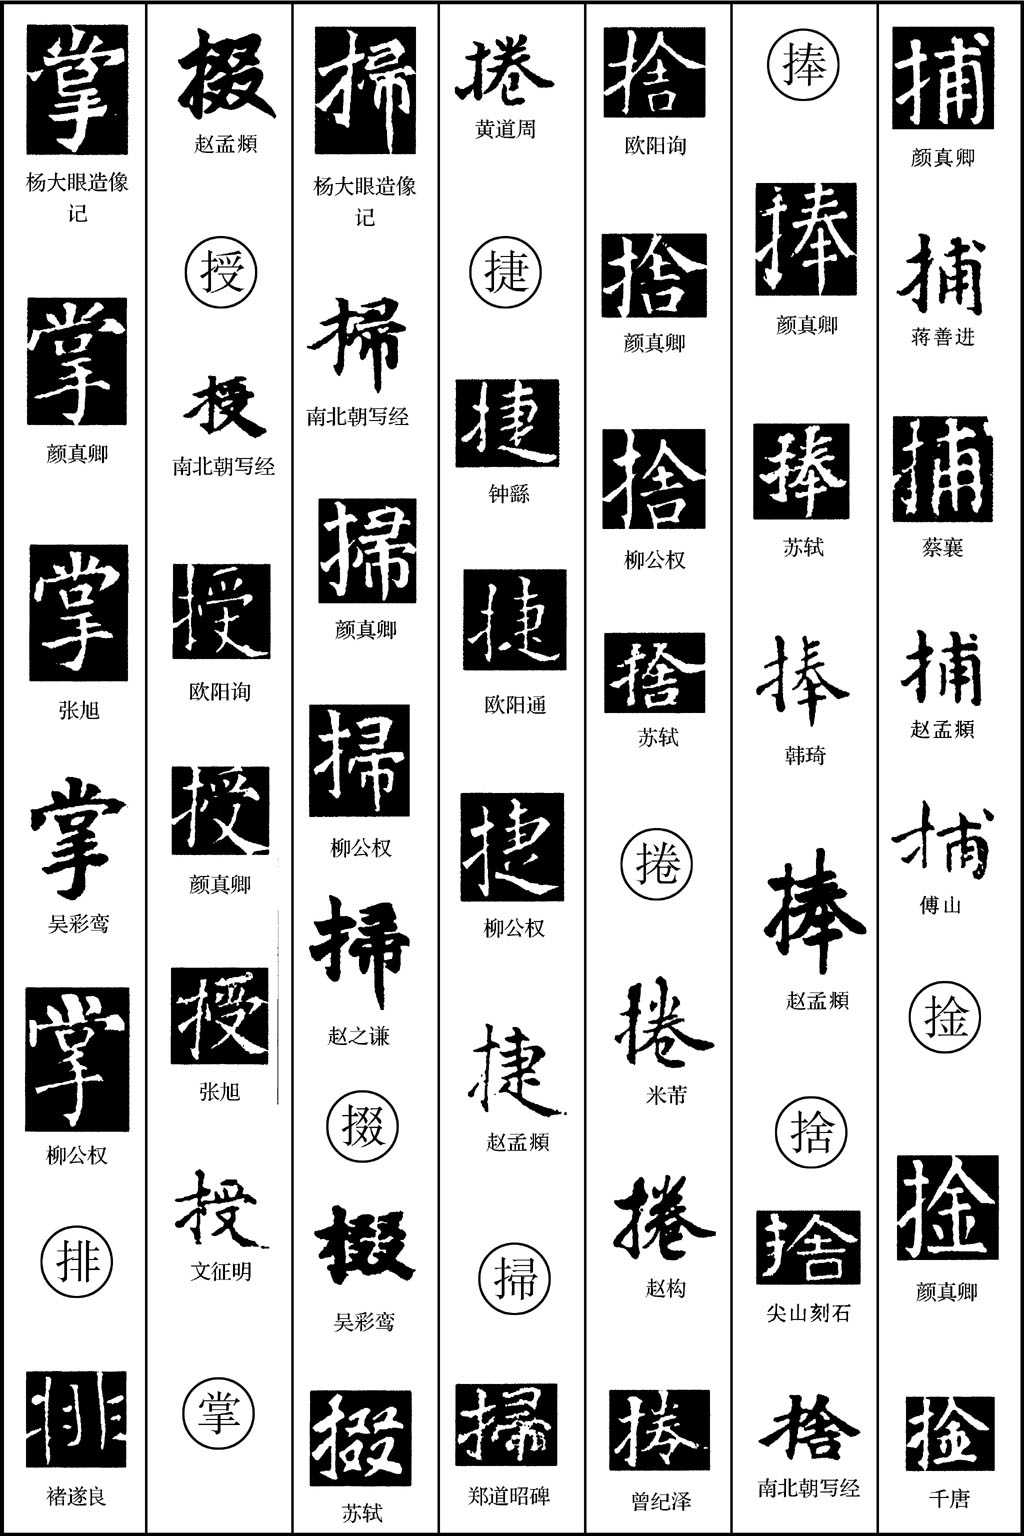 捕
颜真卿
捕
蒋善进
捕
蔡襄
捕
赵孟頫
捕
傅山
捦
捦
颜真卿
捦
千唐
捧
捧
颜真卿
捧
苏轼
捧
韩琦
捧
赵孟頫
捨
捨
尖山刻石
捨
南北朝写经
捨
欧阳询
捨
颜真卿
捨
柳公权
捨
苏轼
捲
捲
米芾
捲
赵构
捲
曾纪泽
捲
黄道周
捷
捷
钟繇
捷
欧阳通
捷
柳公权
捷
赵孟頫
掃
掃
郑道昭碑
掃
杨大眼造像
记
掃
南北朝写经
掃
颜真卿
掃
柳公权
掃
赵之谦
掇
掇
吴彩鸾
掇
苏轼
掇
赵孟頫
授
授
南北朝写经
授
欧阳询
授
颜真卿
授
张旭
授
文征明
掌
掌
杨大眼造像
记
掌
颜真卿
掌
张旭
掌
吴彩鸾
掌
柳公权
排
排
褚遂良